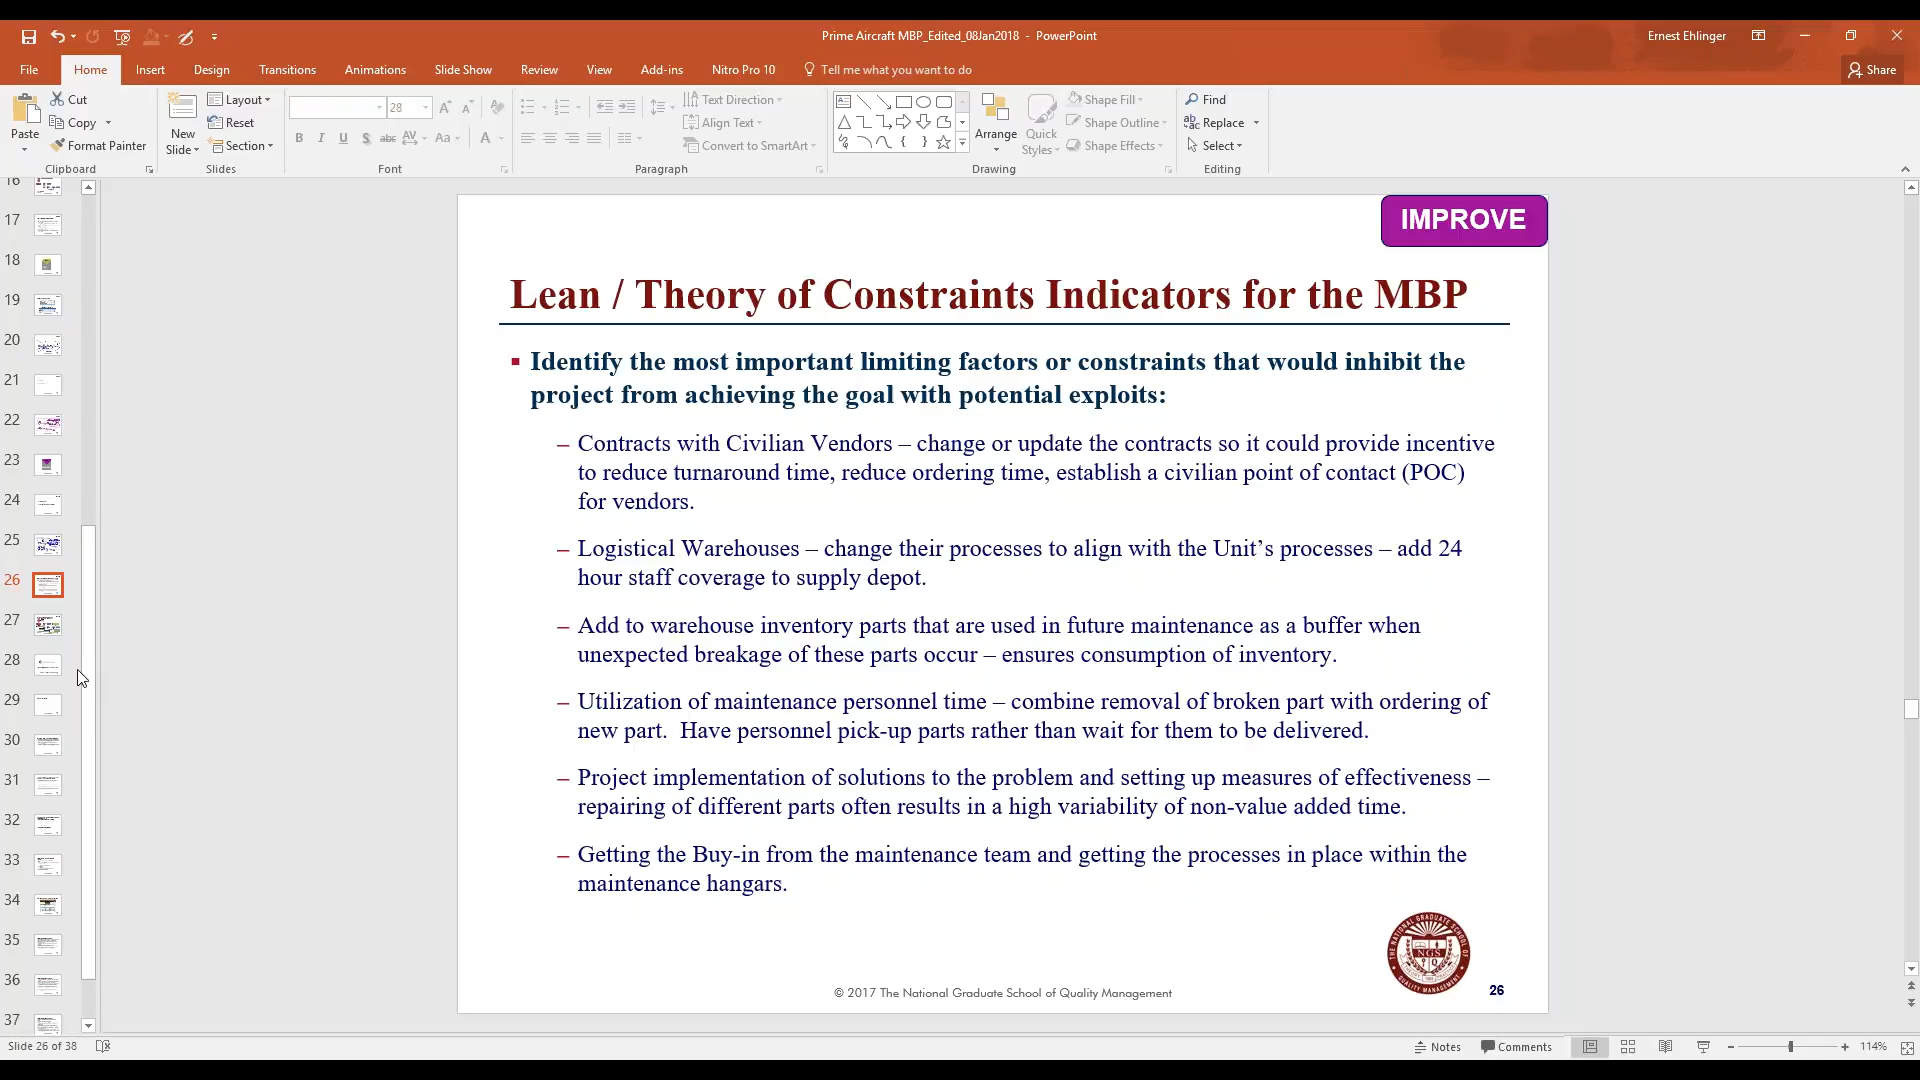 Prime Aircraft MBP_Edited_08Jan2018 - PowerPoint
Ernest Ehlinger
File Home Insert Design Transitions Animations Slide Show Review View Add-ins Nitro Pro 10 Tell me what you want to do Share
Paste
Cut
Copy
Format Painter
Clipboard
New Slide
Layout
Reset
Section
Slides
28
Font
Text Direction
Align Text
Convert to SmartArt
Paragraph
Arrange
Quick Styles
Shape Fill
Shape Outline
Shape Effects
Drawing
Find
Replace
Select
Editing
16
17
18
19
20
21
22
23
24
25
26
27
28
29
30
31
32
33
34
35
36
37
IMPROVE
Lean / Theory of Constraints Indicators for the MBP
Identify the most important limiting factors or constraints that would inhibit the
project from achieving the goal with potential exploits:
– Contracts with Civilian Vendors – change or update the contracts so it could provide incentive
to reduce turnaround time, reduce ordering time, establish a civilian point of contact (POC)
for vendors.
– Logistical Warehouses – change their processes to align with the Unit’s processes – add 24
hour staff coverage to supply depot.
– Add to warehouse inventory parts that are used in future maintenance as a buffer when
unexpected breakage of these parts occur – ensures consumption of inventory.
– Utilization of maintenance personnel time – combine removal of broken part with ordering of
new part. Have personnel pick-up parts rather than wait for them to be delivered.
– Project implementation of solutions to the problem and setting up measures of effectiveness –
repairing of different parts often results in a high variability of non-value added time.
– Getting the Buy-in from the maintenance team and getting the processes in place within the
maintenance hangars.
NGS
© 2017 The National Graduate School of Quality Management
26
Slide 26 of 38
Notes
Comments
114%